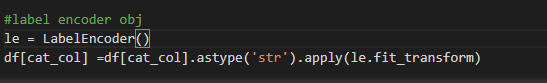 #label encoder obj
le = LabelEncoder()
df[cat_col] =df[cat_col].astype('str').apply(le.fit_transform)